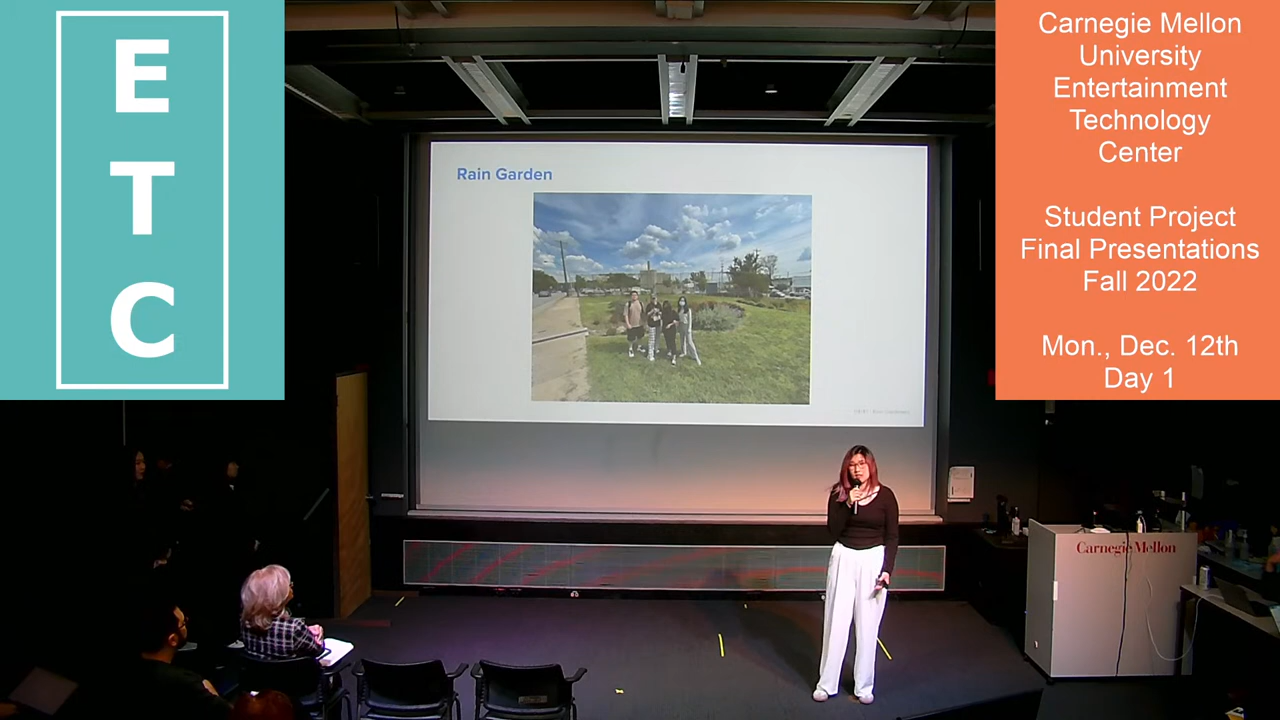 E
T
C
Carnegie Mellon
University
Entertainment
Technology
Center
Student Project
Final Presentations
Fall 2022
Mon., Dec. 12th
Day 1
Rain Garden
Carnegie Mellon